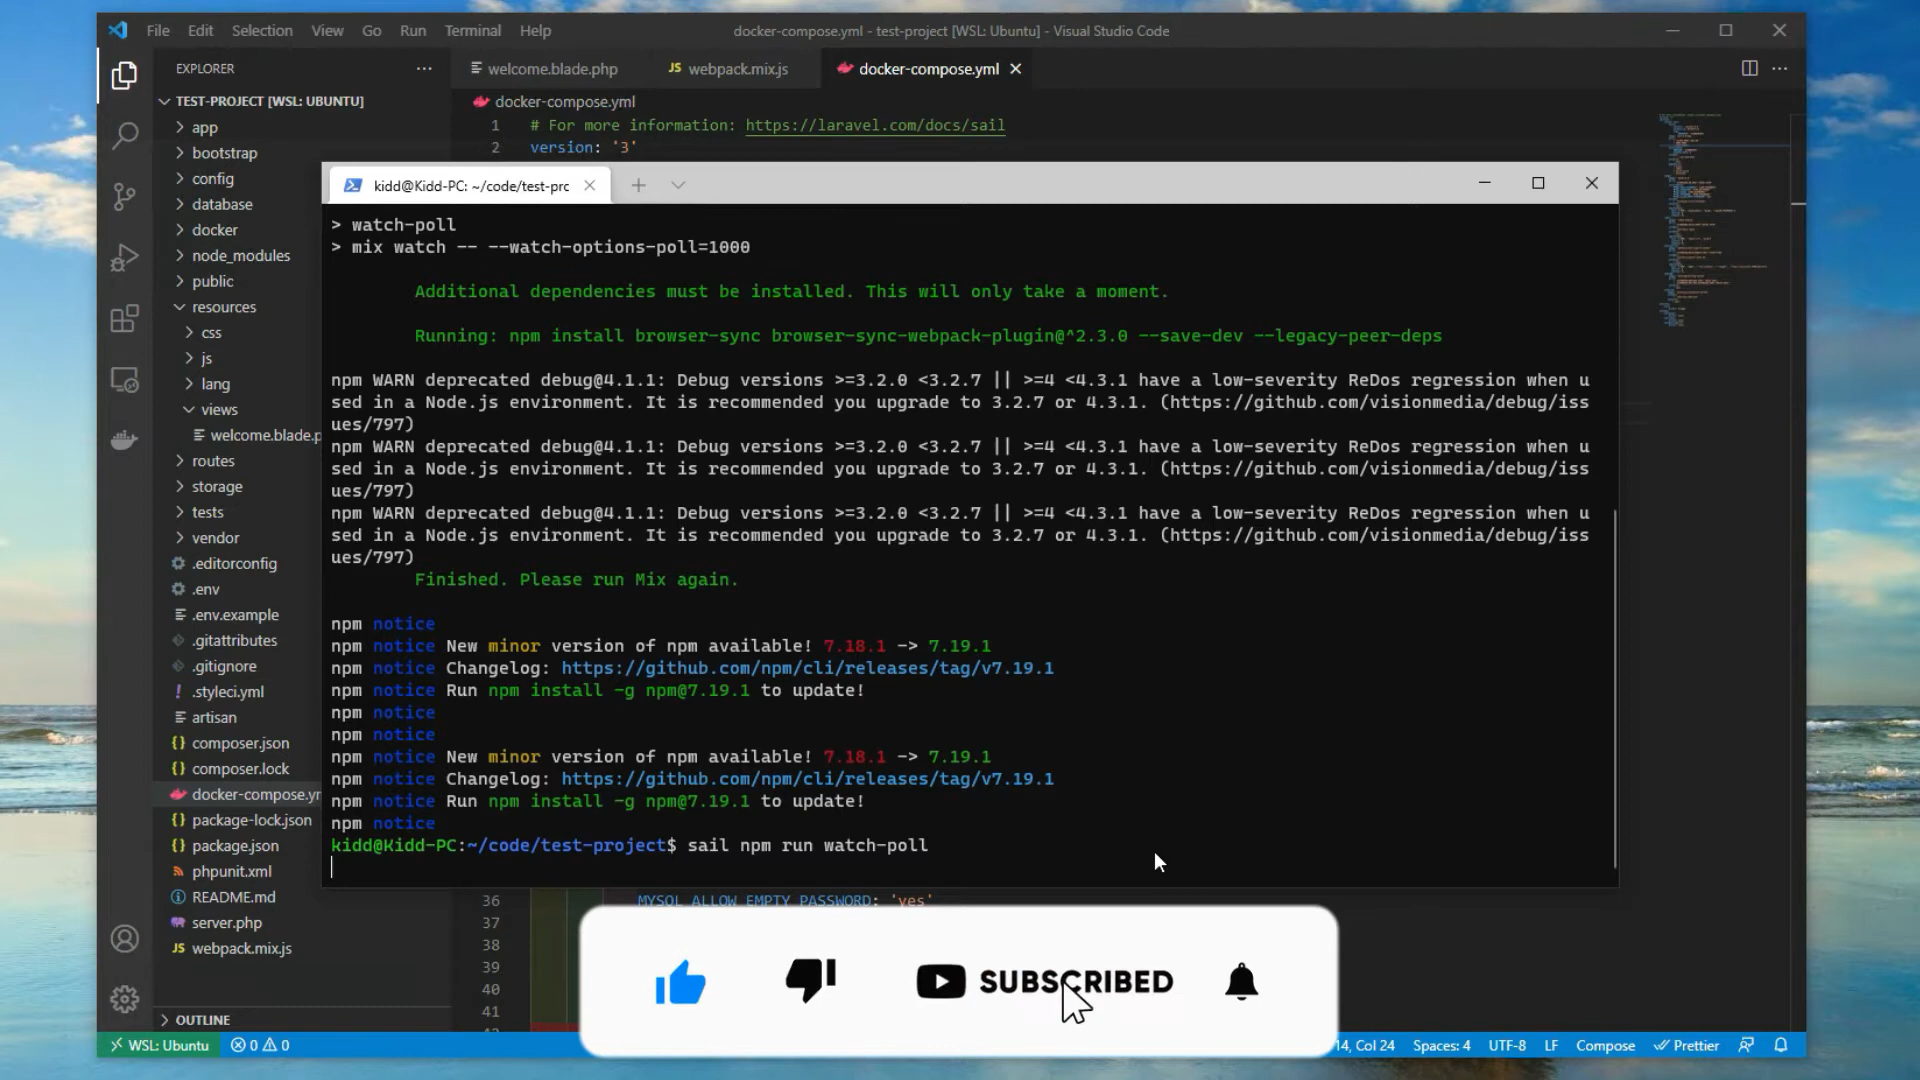 File Edit Selection View Go Run Terminal Help
docker-compose.yml - test-project [WSL: Ubuntu] - Visual Studio Code
EXPLORER
welcome.blade.php
JS webpack.mix.js
docker-compose.yml
TEST-PROJECT [WSL: UBUNTU]
app
bootstrap
config
database
docker
node_modules
public
resources
css
js
lang
views
welcome.blade.p
routes
storage
tests
vendor
.editorconfig
.env
.env.example
.gitattributes
.gitignore
.styleci.yml
artisan
composer.json
composer.lock
docker-compose.yr
package-lock.json
package.json
phpunit.xml
README.md
server.php
JS webpack.mix.js
OUTLINE
docker-compose.yml
1 # For more information: https://laravel.com/docs/sail
2 version: '3'
kidd@Kidd-PC: ~/code/test-prc
> watch-poll
> mix watch -- --watch-options-poll=1000
Additional dependencies must be installed. This will only take a moment.
Running: npm install browser-sync browser-sync-webpack-plugin@^2.3.0 --save-dev --legacy-peer-deps
npm WARN deprecated debug@4.1.1: Debug versions >=3.2.0 <3.2.7 || >=4 <4.3.1 have a low-severity ReDos regression when u
sed in a Node.js environment. It is recommended you upgrade to 3.2.7 or 4.3.1. (https://github.com/visionmedia/debug/iss
ues/797)
npm WARN deprecated debug@4.1.1: Debug versions >=3.2.0 <3.2.7 || >=4 <4.3.1 have a low-severity ReDos regression when u
sed in a Node.js environment. It is recommended you upgrade to 3.2.7 or 4.3.1. (https://github.com/visionmedia/debug/iss
ues/797)
npm WARN deprecated debug@4.1.1: Debug versions >=3.2.0 <3.2.7 || >=4 <4.3.1 have a low-severity ReDos regression when u
sed in a Node.js environment. It is recommended you upgrade to 3.2.7 or 4.3.1. (https://github.com/visionmedia/debug/iss
ues/797)
Finished. Please run Mix again.
npm notice
npm notice New minor version of npm available! 7.18.1 -> 7.19.1
npm notice Changelog: https://github.com/npm/cli/releases/tag/v7.19.1
npm notice Run npm install -g npm@7.19.1 to update!
npm notice
npm notice
npm notice New minor version of npm available! 7.18.1 -> 7.19.1
npm notice Changelog: https://github.com/npm/cli/releases/tag/v7.19.1
npm notice Run npm install -g npm@7.19.1 to update!
npm notice
kidd@Kidd-PC:~/code/test-project$ sail npm run watch-poll
36 MYSQL_ALLOW_EMPTY_PASSWORD: 'yes'
37
38
39
40
41
SUBSCRIBED
WSL: Ubuntu
0 0
14, Col 24
Spaces: 4
UTF-8
LF
Compose
Prettier